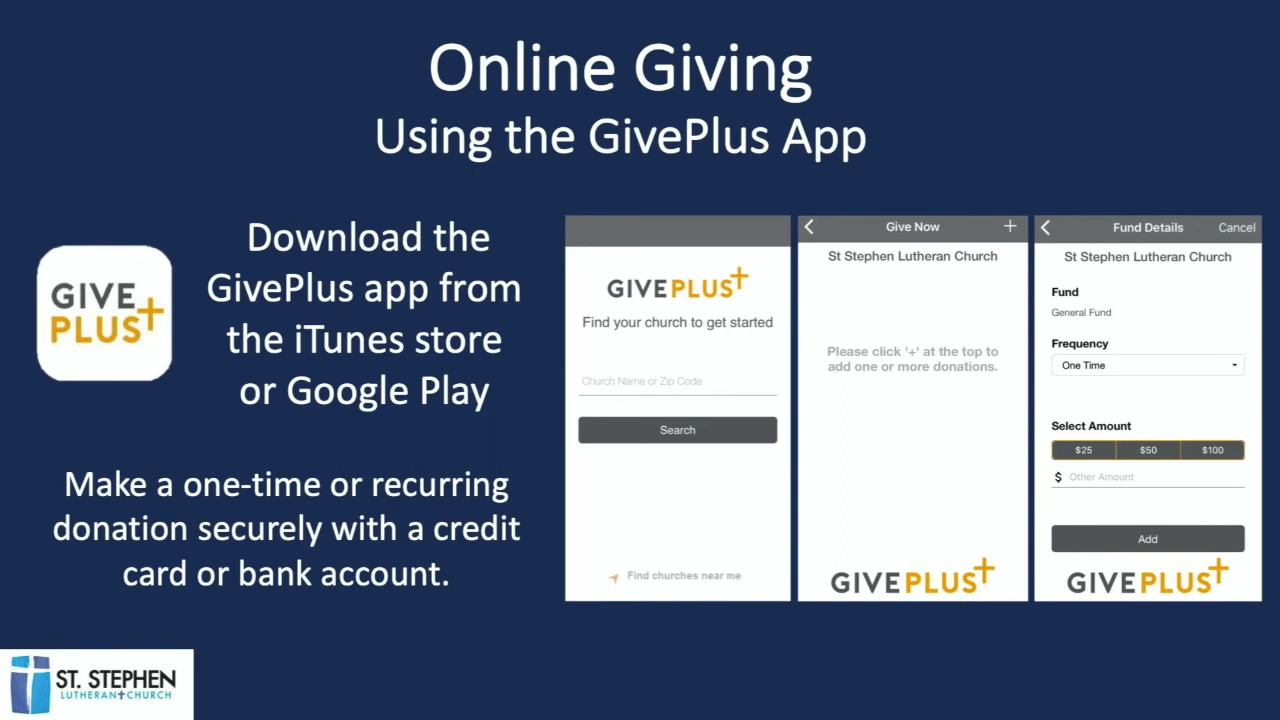 Online Giving
Using the GivePlus App
GIVE
PLUS
Download the
GivePlus app from
the iTunes store
or Google Play
Make a one-time or recurring
donation securely with a credit
card or bank account.
GIVEPLUS
Find your church to get started
Church Name or Zip Code
Search
Find churches near me
Give Now +
St Stephen Lutheran Church
Please click '+' at the top to
add one or more donations.
GIVEPLUS
Fund Details Cancel
St Stephen Lutheran Church
Fund
General Fund
Frequency
One Time
Select Amount
$25 $50 $100
$ Other Amount
Add
GIVEPLUS
ST. STEPHEN
LUTHERAN CHURCH